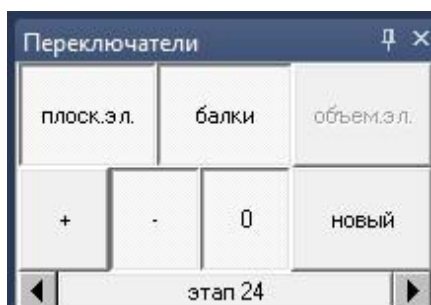 Переключатели
плоск.эл. балки объем.эл.
+ - 0 новый
этап 24